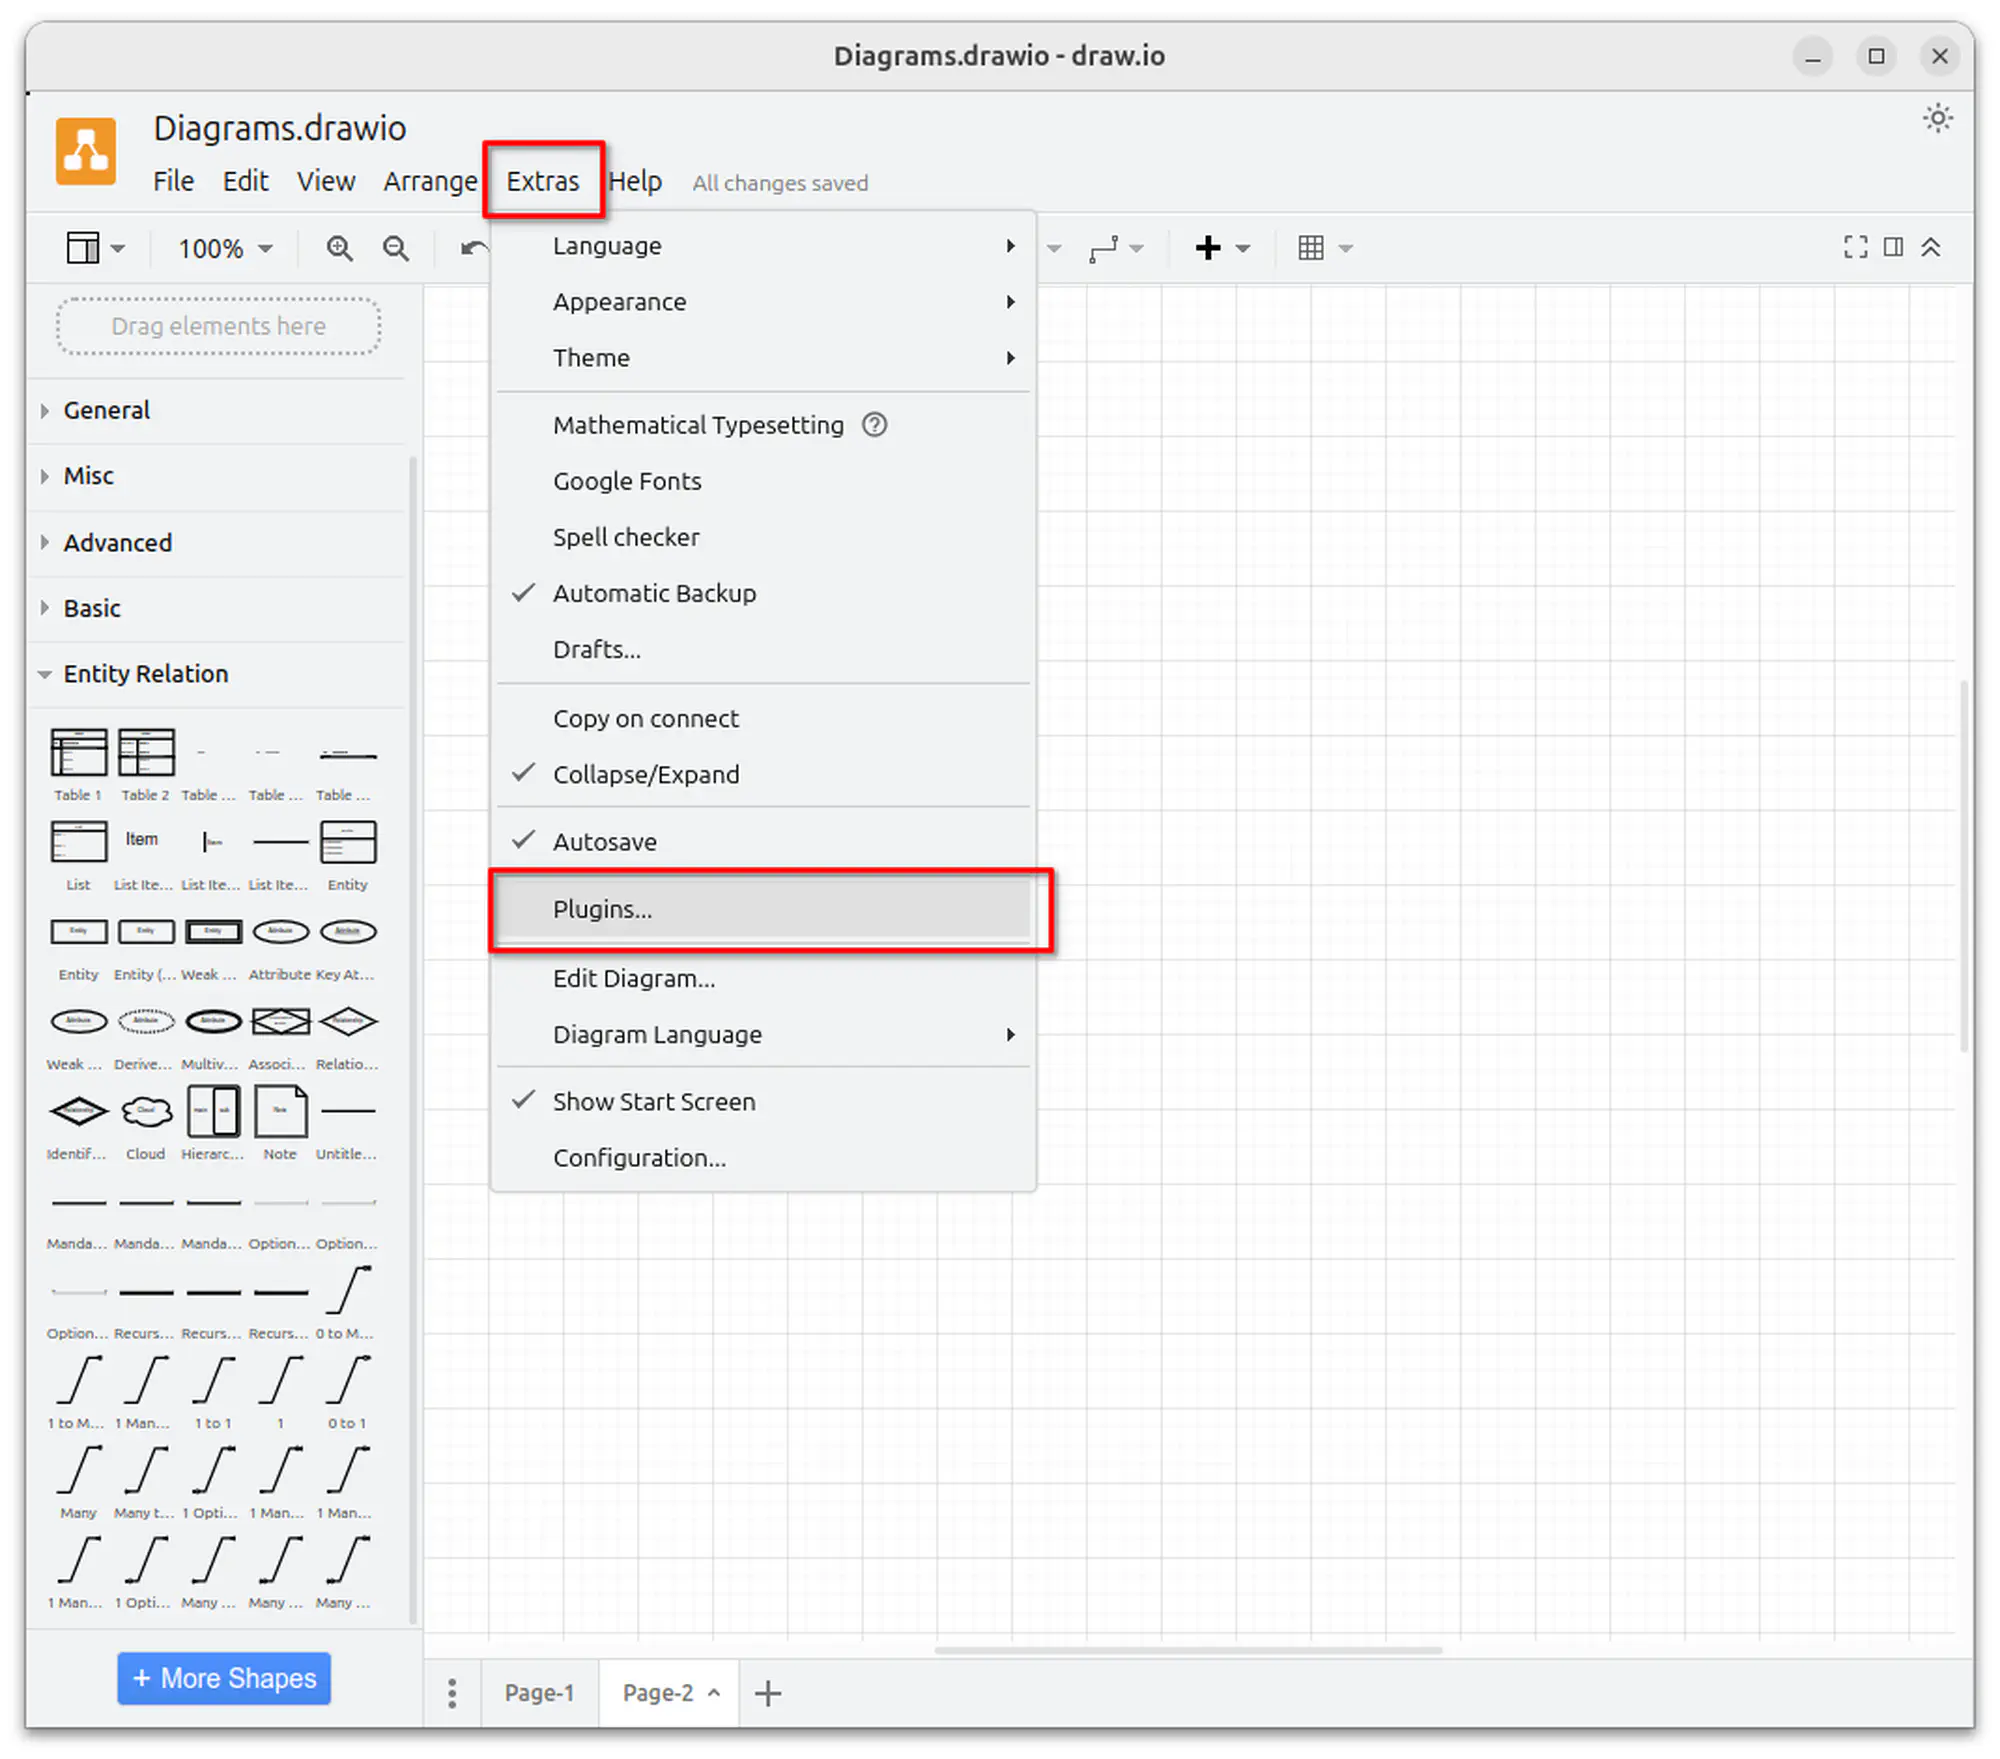 Diagrams.drawio - draw.io
Diagrams.drawio
File Edit View Arrange Extras Help All changes saved
100%
Drag elements here
General
Misc
Advanced
Basic
Entity Relation
Table 1 Table 2 Table ... Table ... Table ...
Item
List List Ite... List Ite... List Ite... Entity
Entity Entity (... Weak ... Attribute Key At...
Weak ... Derive... Multiv... Associ... Relatio...
Identif... Cloud Hierarc... Note Untitle...
Manda... Manda... Manda... Option... Option...
Option... Recurs... Recurs... Recurs... 0 to M...
1 to M... 1 Man... 1 to 1 1 0 to 1
Many Many t... 1 Opti... 1 Man... 1 Man...
1 Man... 1 Opti... Many ... Many ... Many ...
+ More Shapes
Language
Appearance
Theme
Mathematical Typesetting ?
Google Fonts
Spell checker
Automatic Backup
Drafts...
Copy on connect
Collapse/Expand
Autosave
Plugins...
Edit Diagram...
Diagram Language
Show Start Screen
Configuration...
Page-1 Page-2